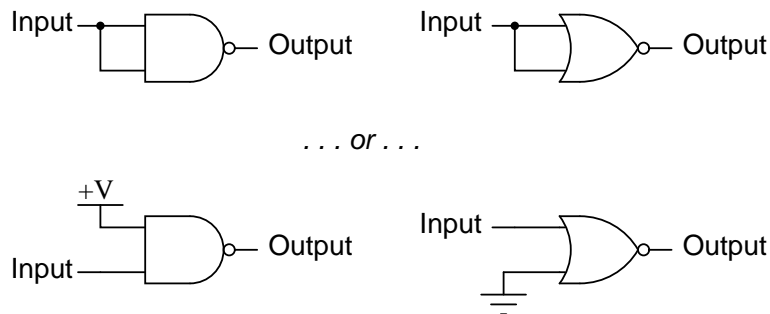 Input Output Input Output
. . . or . . .
+V
Input Output
Input Output